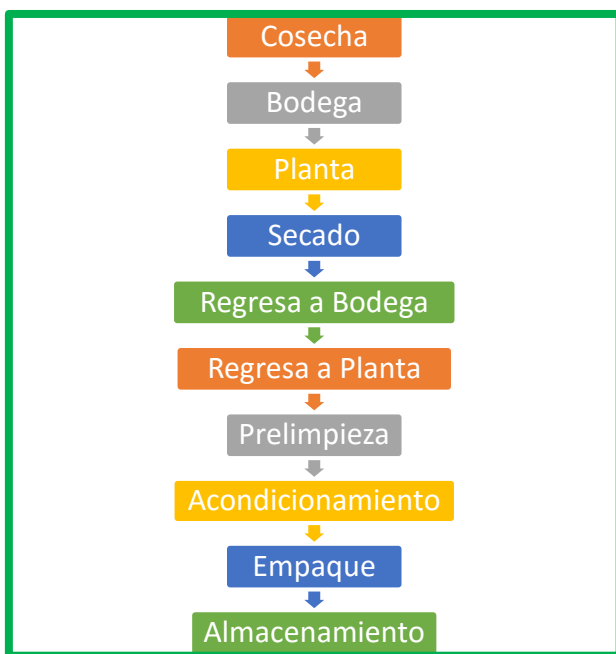 Cosecha
Bodega
Planta
Secado
Regresa a Bodega
Regresa a Planta
Prelimpieza
Acondicionamiento
Empaque
Almacenamiento